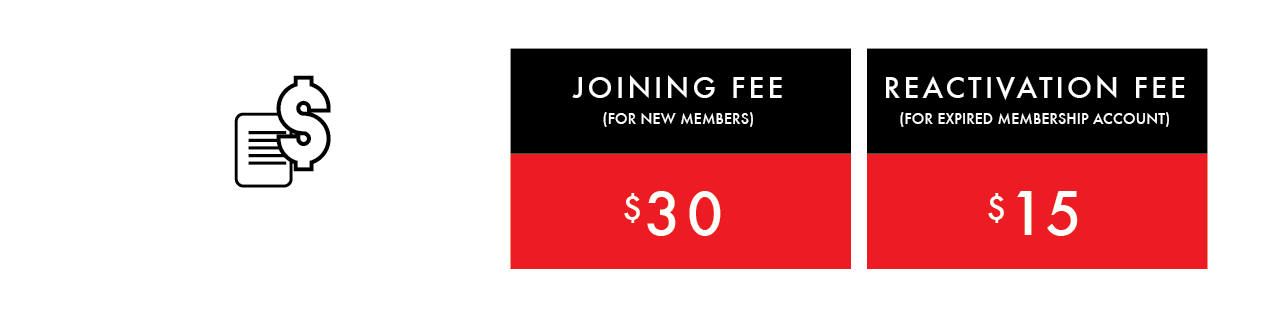 JOINING FEE
(FOR NEW MEMBERS)
$30
REACTIVATION FEE
(FOR EXPIRED MEMBERSHIP ACCOUNT)
$15